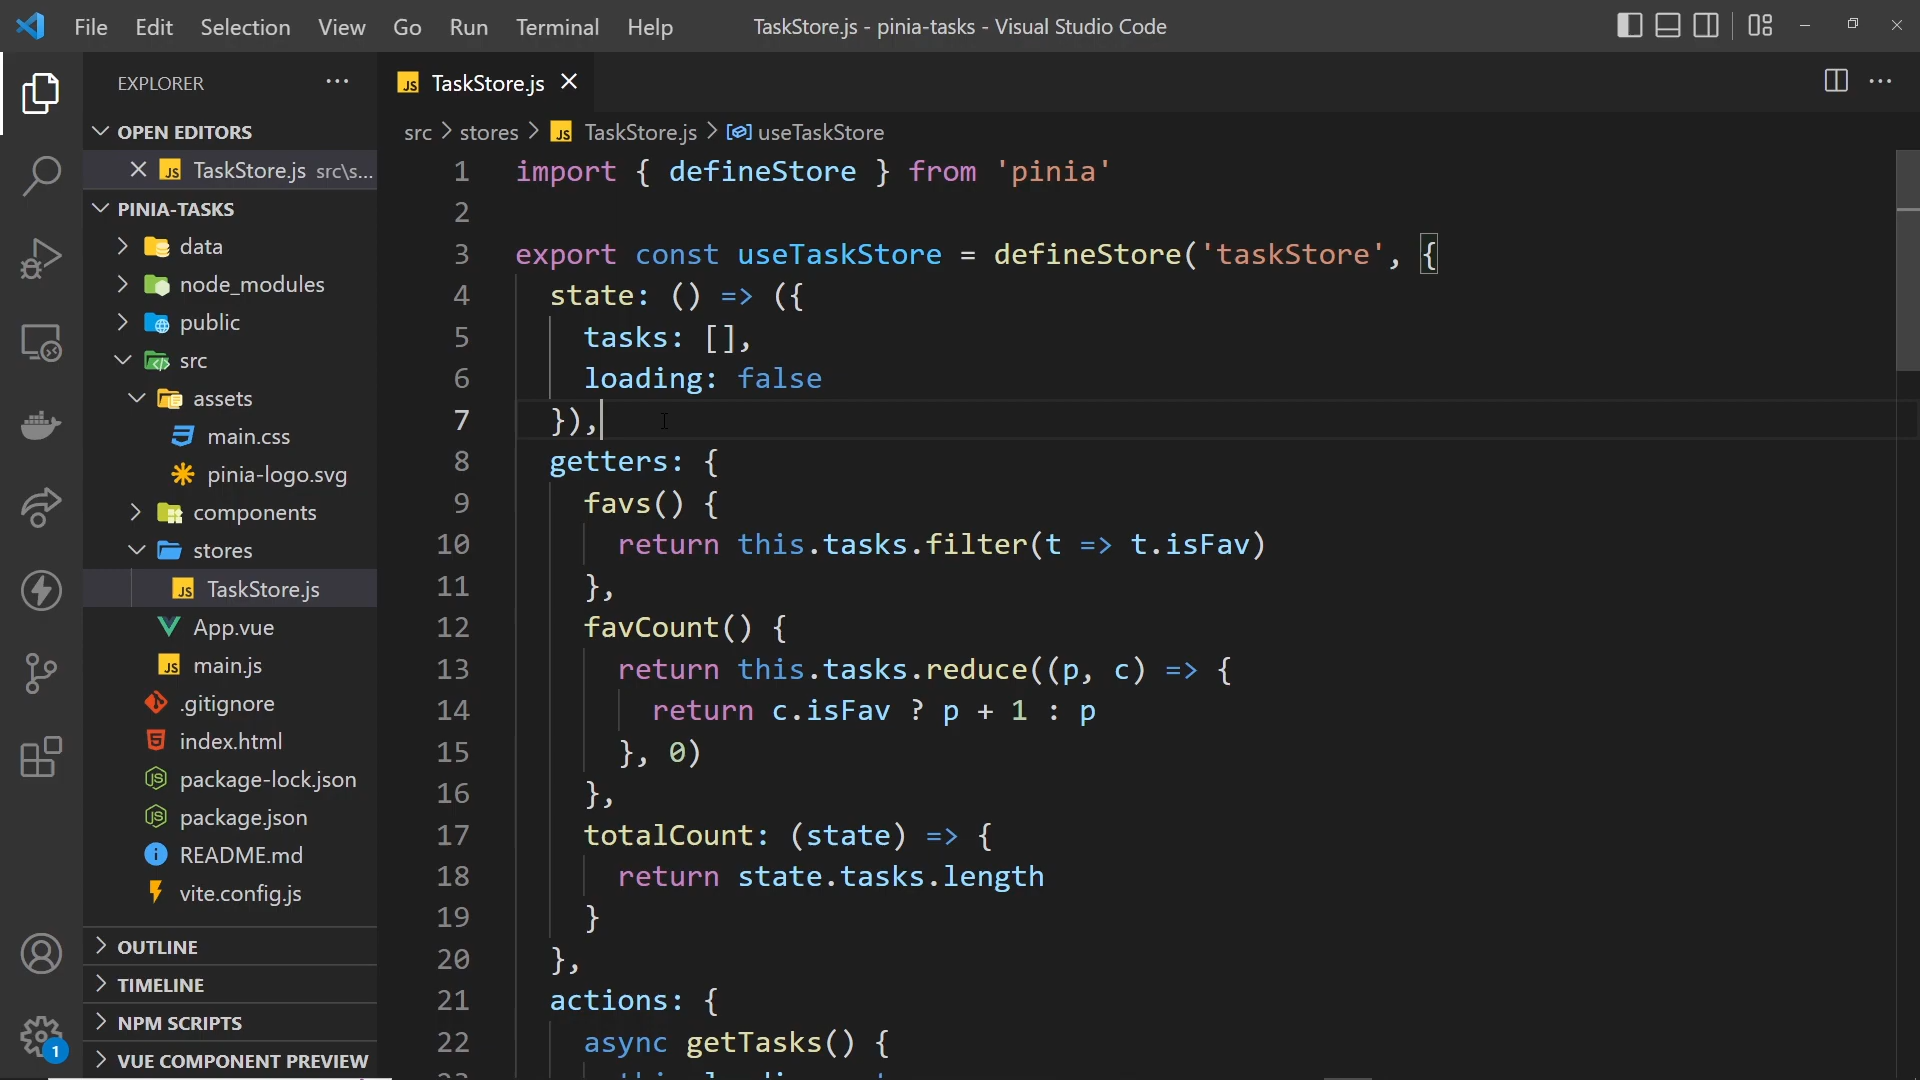 File Edit Selection View Go Run Terminal Help TaskStore.js - pinia-tasks - Visual Studio Code
EXPLORER
OPEN EDITORS
TaskStore.js src\s...
PINIA-TASKS
data
node_modules
public
src
assets
main.css
pinia-logo.svg
components
stores
TaskStore.js
App.vue
main.js
.gitignore
index.html
package-lock.json
package.json
README.md
vite.config.js
OUTLINE
TIMELINE
NPM SCRIPTS
VUE COMPONENT PREVIEW
1
TaskStore.js
src > stores > TaskStore.js > useTaskStore
1 import { defineStore } from 'pinia'
2
3 export const useTaskStore = defineStore('taskStore', {
4 state: () => ({
5 tasks: [],
6 loading: false
7 }),
8 getters: {
9 favs() {
10 return this.tasks.filter(t => t.isFav)
11 },
12 favCount() {
13 return this.tasks.reduce((p, c) => {
14 return c.isFav ? p + 1 : p
15 }, 0)
16 },
17 totalCount: (state) => {
18 return state.tasks.length
19 }
20 },
21 actions: {
22 async getTasks() {